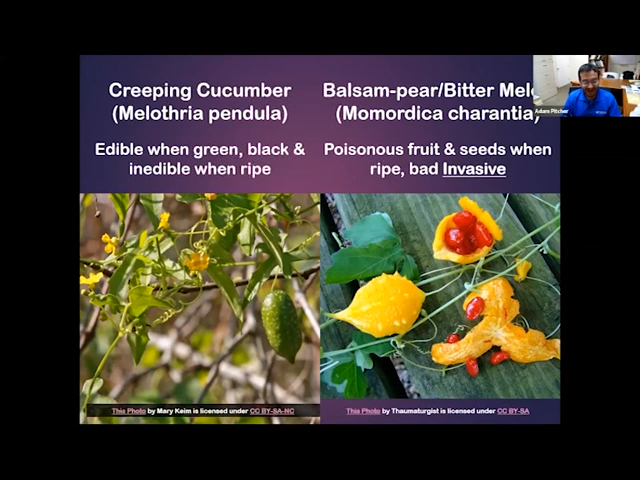 Creeping Cucumber
(Melothria pendula)
Edible when green, black &
inedible when ripe
Balsam-pear/Bitter Mel
(Momordica charantia)
Poisonous fruit & seeds when
ripe, bad Invasive
Adam Pitcher
This Photo by Mary Keim is licensed under CC BY-SA-NC
This Photo by Thaumaturgist is licensed under CC BY-SA